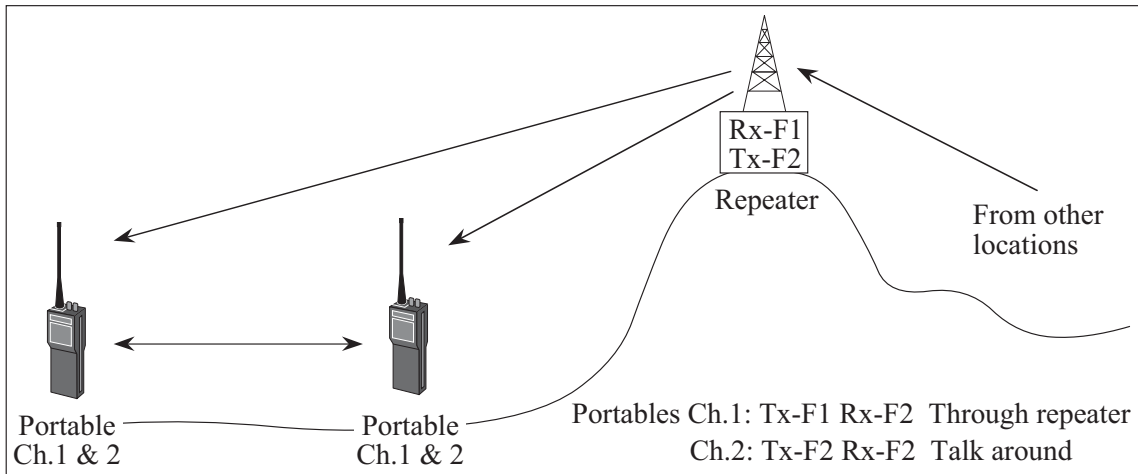 Rx-F1
Tx-F2
Repeater
From other
locations
Portable
Ch.1 & 2
Portable
Ch.1 & 2
Portables Ch.1: Tx-F1 Rx-F2 Through repeater
Ch.2: Tx-F2 Rx-F2 Talk around